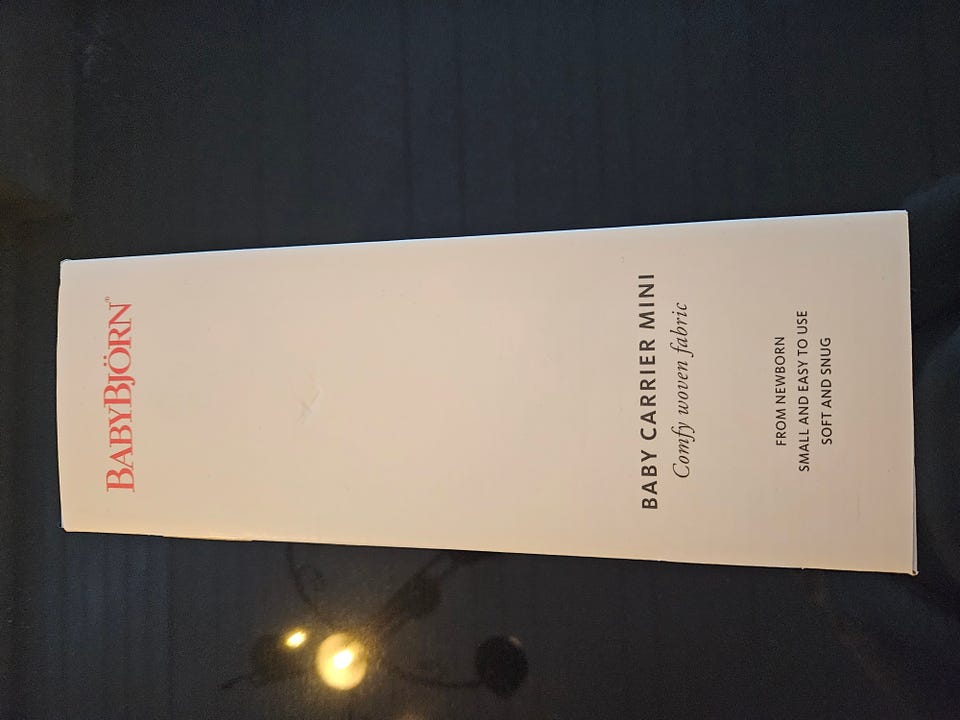 BABYBJÖRN®
BABY CARRIER MINI
Comfy woven fabric
FROM NEWBORN
SMALL AND EASY TO USE
SOFT AND SNUG